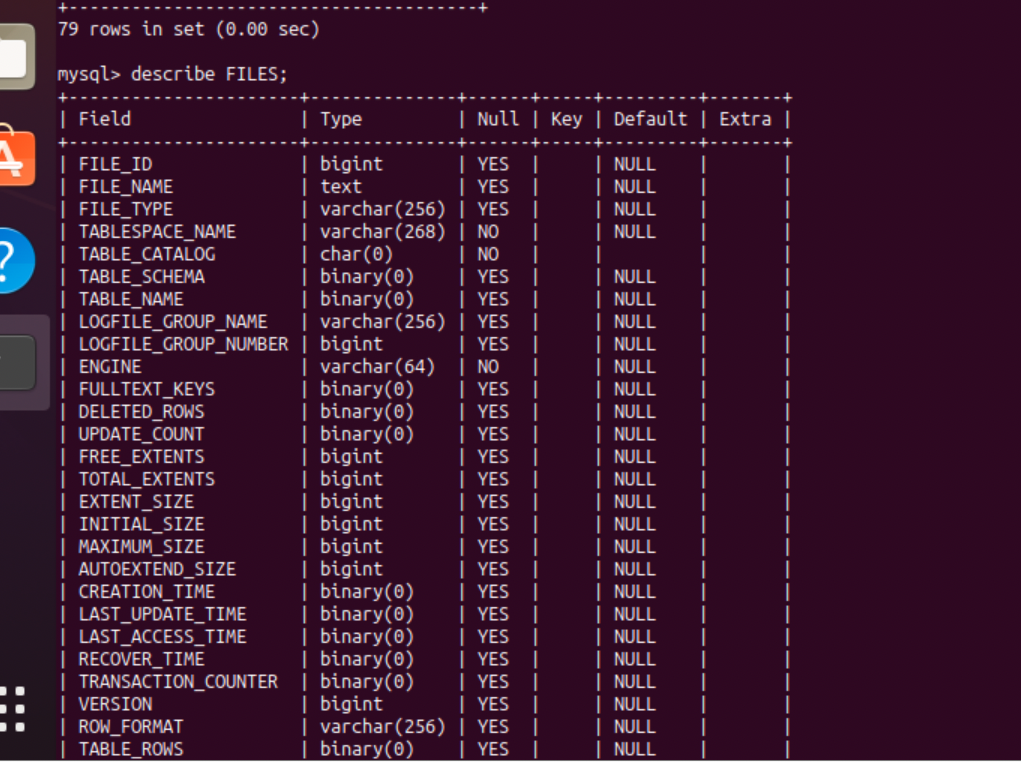 +---------------------------------------+
79 rows in set (0.00 sec)
mysql> describe FILES;
+----------------------+--------------+------+-----+---------+-------+
| Field                | Type         | Null | Key | Default | Extra |
+----------------------+--------------+------+-----+---------+-------+
| FILE_ID              | bigint       | YES  |     | NULL    |       |
| FILE_NAME            | text         | YES  |     | NULL    |       |
| FILE_TYPE            | varchar(256) | YES  |     | NULL    |       |
| TABLESPACE_NAME      | varchar(268) | NO   |     | NULL    |       |
| TABLE_CATALOG        | char(0)      | NO   |     |         |       |
| TABLE_SCHEMA         | binary(0)    | YES  |     | NULL    |       |
| TABLE_NAME           | binary(0)    | YES  |     | NULL    |       |
| LOGFILE_GROUP_NAME   | varchar(256) | YES  |     | NULL    |       |
| LOGFILE_GROUP_NUMBER | bigint       | YES  |     | NULL    |       |
| ENGINE               | varchar(64)  | NO   |     | NULL    |       |
| FULLTEXT_KEYS        | binary(0)    | YES  |     | NULL    |       |
| DELETED_ROWS         | binary(0)    | YES  |     | NULL    |       |
| UPDATE_COUNT         | binary(0)    | YES  |     | NULL    |       |
| FREE_EXTENTS         | bigint       | YES  |     | NULL    |       |
| TOTAL_EXTENTS        | bigint       | YES  |     | NULL    |       |
| EXTENT_SIZE          | bigint       | YES  |     | NULL    |       |
| INITIAL_SIZE         | bigint       | YES  |     | NULL    |       |
| MAXIMUM_SIZE         | bigint       | YES  |     | NULL    |       |
| AUTOEXTEND_SIZE      | bigint       | YES  |     | NULL    |       |
| CREATION_TIME        | binary(0)    | YES  |     | NULL    |       |
| LAST_UPDATE_TIME     | binary(0)    | YES  |     | NULL    |       |
| LAST_ACCESS_TIME     | binary(0)    | YES  |     | NULL    |       |
| RECOVER_TIME         | binary(0)    | YES  |     | NULL    |       |
| TRANSACTION_COUNTER  | binary(0)    | YES  |     | NULL    |       |
| VERSION              | bigint       | YES  |     | NULL    |       |
| ROW_FORMAT           | varchar(256) | YES  |     | NULL    |       |
| TABLE_ROWS           | binary(0)    | YES  |     | NULL    |       |